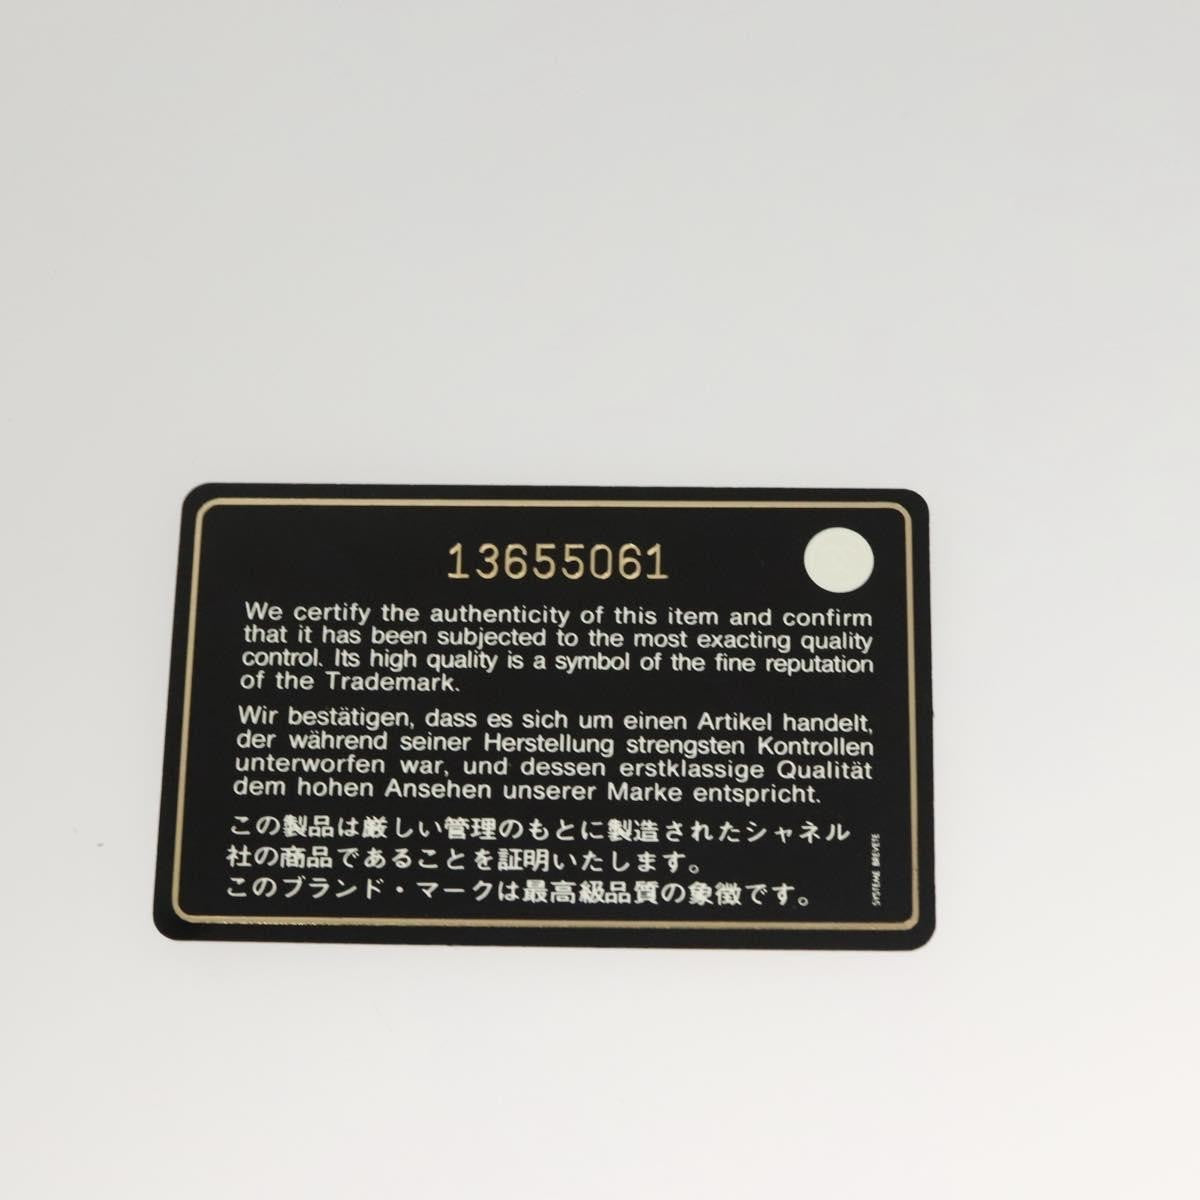 13655061
We certify the authenticity of this item and confirm
that it has been subjected to the most exacting quality
control. Its high quality is a symbol of the fine reputation
of the Trademark.
Wir bestätigen, dass es sich um einen Artikel handelt,
der während seiner Herstellung strengsten Kontrollen
unterworfen war, und dessen erstklassige Qualität
dem hohen Ansehen unserer Marke entspricht.
この製品は厳しい管理のもとに製造されたシャネル
社の商品であることを証明いたします。
このブランド・マークは最高級品質の象徴です。
SYSTEME BREVETE